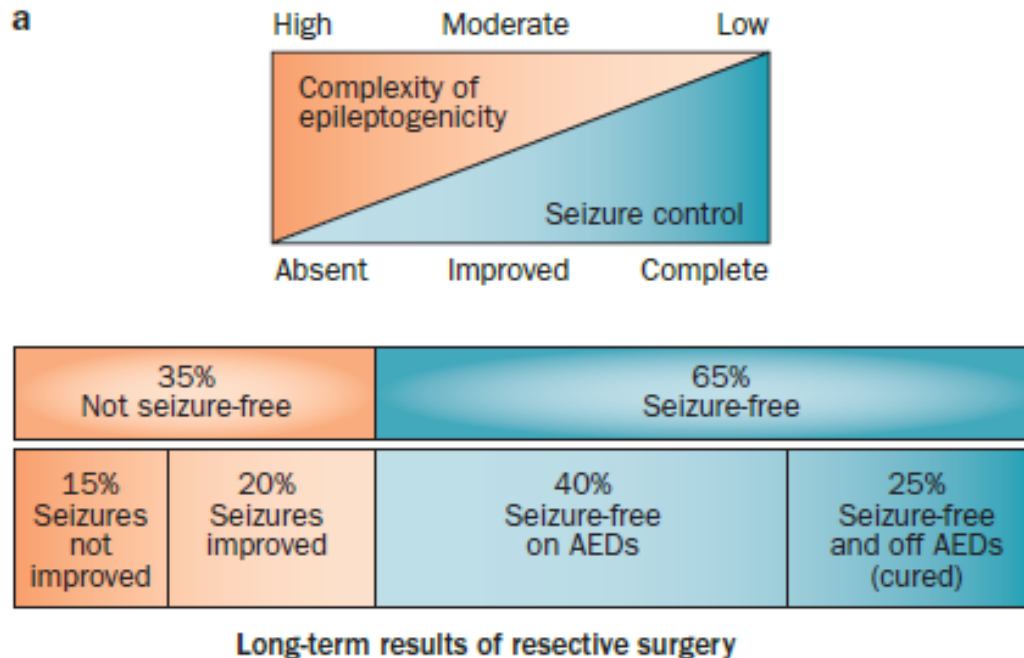 a
High Moderate Low
Complexity of
epileptogenicity
Seizure control
Absent Improved Complete
35%
Not seizure-free
65%
Seizure-free
15%
Seizures
not
improved
20%
Seizures
improved
40%
Seizure-free
on AEDs
25%
Seizure-free
and off AEDs
(cured)
Long-term results of resective surgery